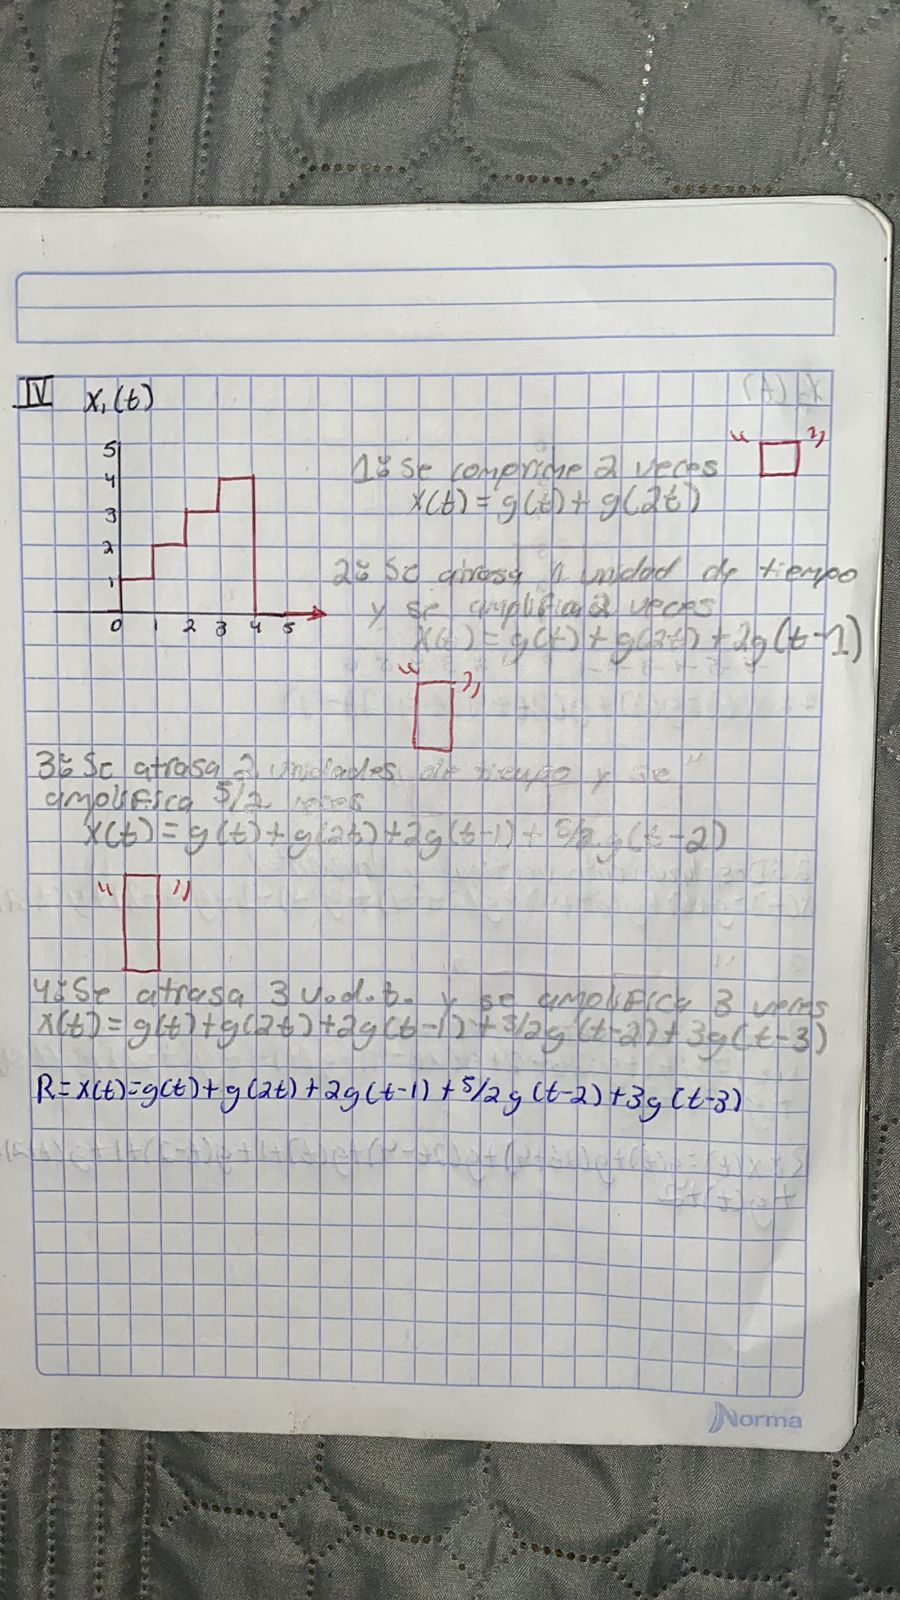 IV X₁(t)
5
4
3
2
1
0 1 2 3 4 5
1° Se comprime 2 veces " "
x(t) = g(t) + g(2t)
2° Se atrasa 1 unidad de tiempo
y se amplifica 2 veces
x(t) = g(t) + g(2t) + 2g(t-1)
" "
3° Se atrasa 2 unidades de tiempo y se
amplifica 5/2 veces
x(t) = g(t) + g(2t) + 2g(t-1) + 5/2g(t-2)
" "
4° Se atrasa 3 u.d.t. y se amplifica 3 veces
x(t) = g(t) + g(2t) + 2g(t-1) + 5/2g(t-2) + 3g(t-3)
R = x(t) = g(t) + g(2t) + 2g(t-1) + 5/2g(t-2) + 3g(t-3)
Norma